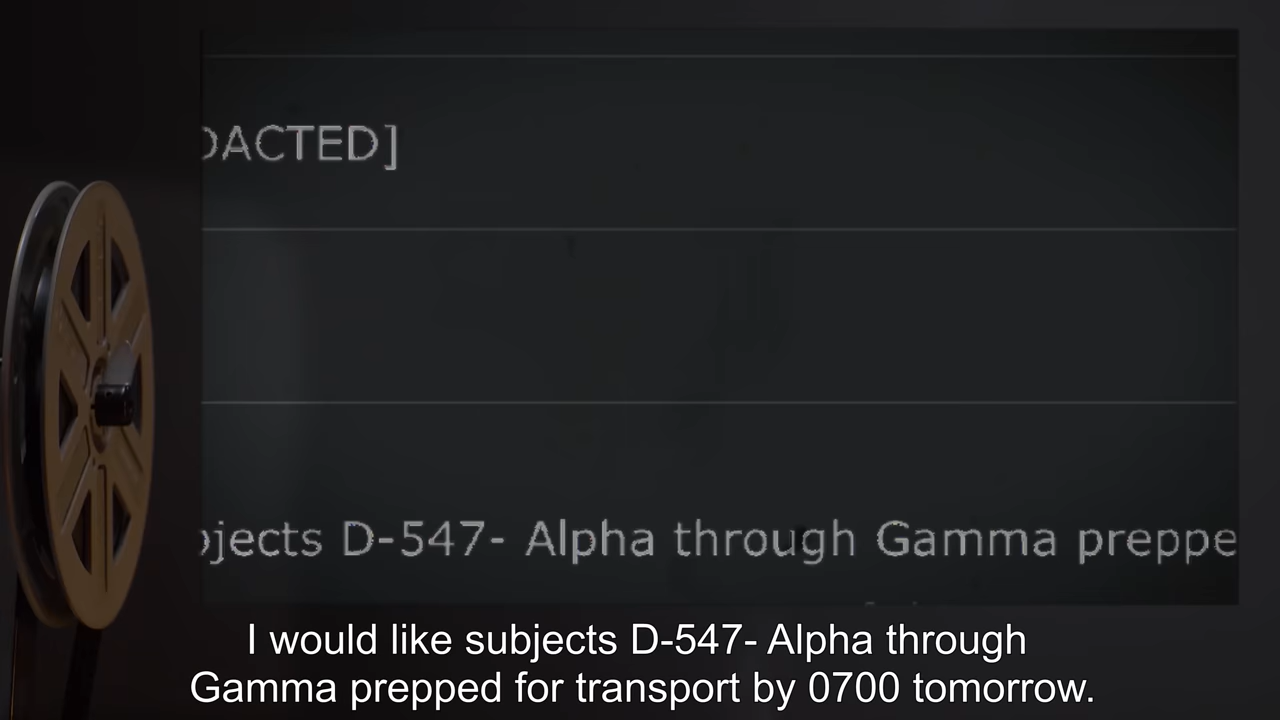 DACTED]
bjects D-547- Alpha through Gamma preppe
I would like subjects D-547- Alpha through
Gamma prepped for transport by 0700 tomorrow.